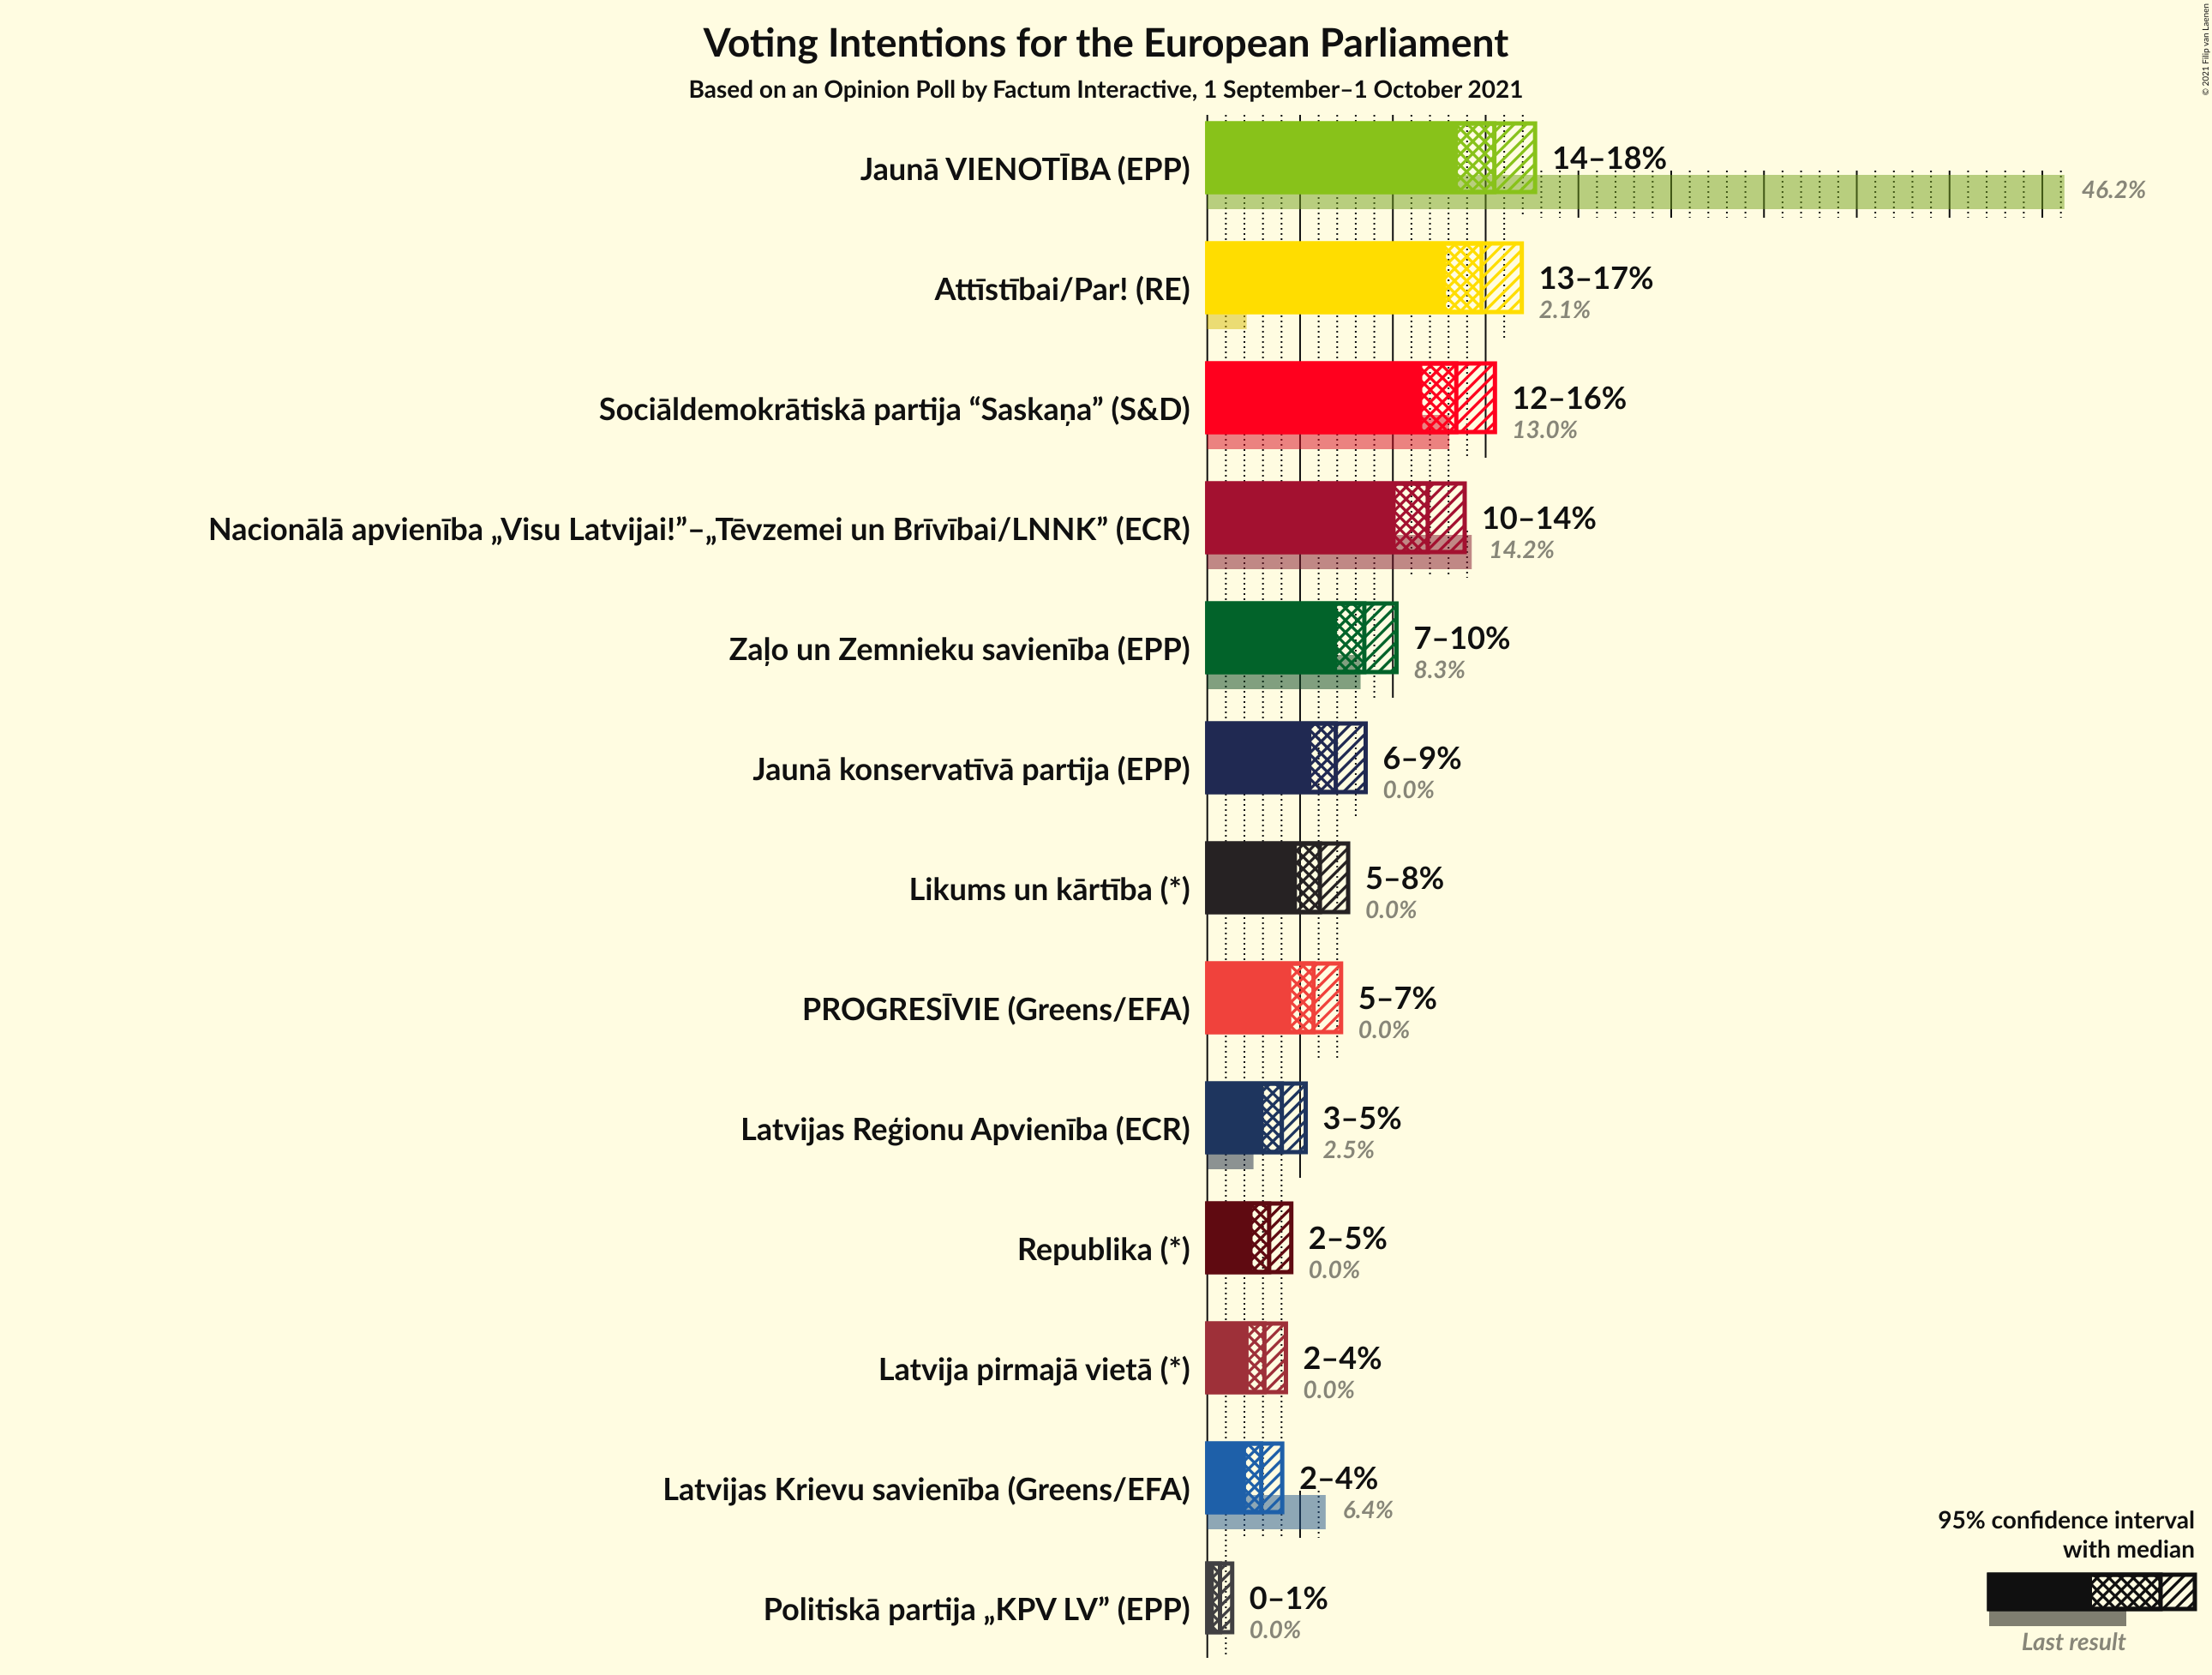 Voting Intentions for the European Parliament
Based on an Opinion Poll by Factum Interactive, 1 September–1 October 2021
© 2021 Filip van Laenen
Jaunā VIENOTĪBA (EPP)
14–18%
46.2%
Attīstībai/Par! (RE)
13–17%
2.1%
Sociāldemokrātiskā partija “Saskaņa” (S&D)
12–16%
13.0%
Nacionālā apvienība „Visu Latvijai!”–„Tēvzemei un Brīvībai/LNNK” (ECR)
10–14%
14.2%
Zaļo un Zemnieku savienība (EPP)
7–10%
8.3%
Jaunā konservatīvā partija (EPP)
6–9%
0.0%
Likums un kārtība (*)
5–8%
0.0%
PROGRESĪVIE (Greens/EFA)
5–7%
0.0%
Latvijas Reģionu Apvienība (ECR)
3–5%
2.5%
Republika (*)
2–5%
0.0%
Latvija pirmajā vietā (*)
2–4%
0.0%
Latvijas Krievu savienība (Greens/EFA)
2–4%
6.4%
Politiskā partija „KPV LV” (EPP)
0–1%
0.0%
95% confidence interval
with median
Last result